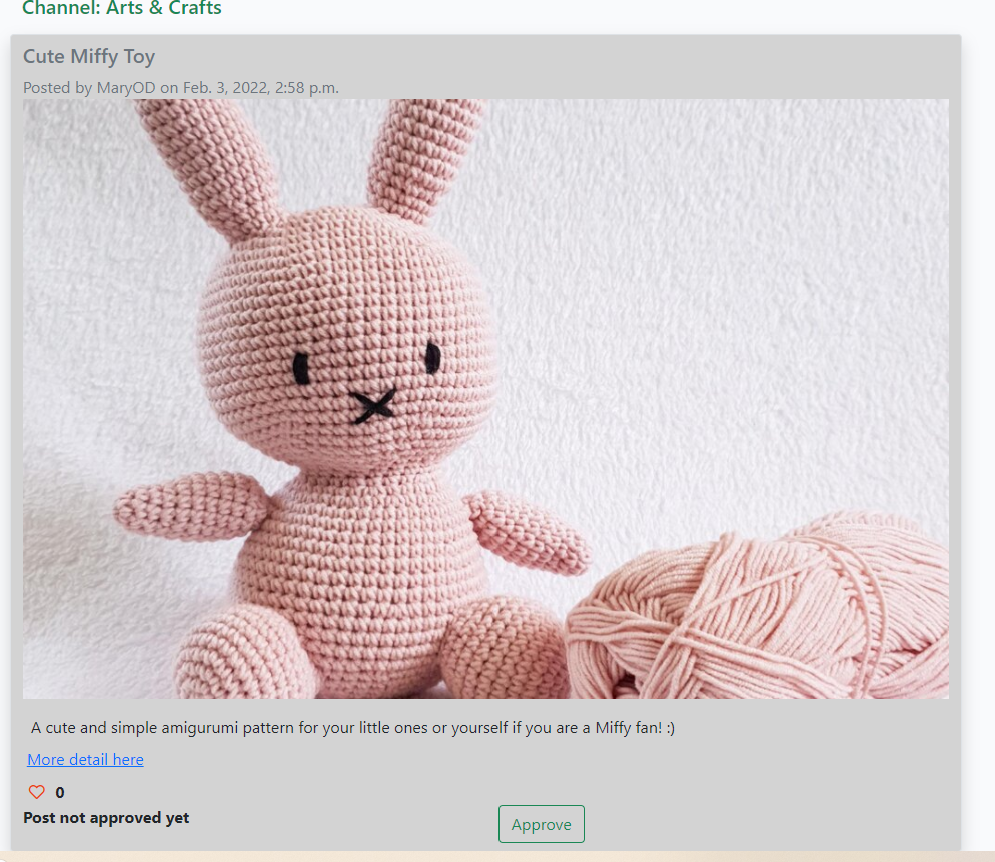 Channel: Arts & Crafts
Cute Miffy Toy
Posted by MaryOD on Feb. 3, 2022, 2:58 p.m.
A cute and simple amigurumi pattern for your little ones or yourself if you are a Miffy fan! :)
More detail here
0
Post not approved yet
Approve